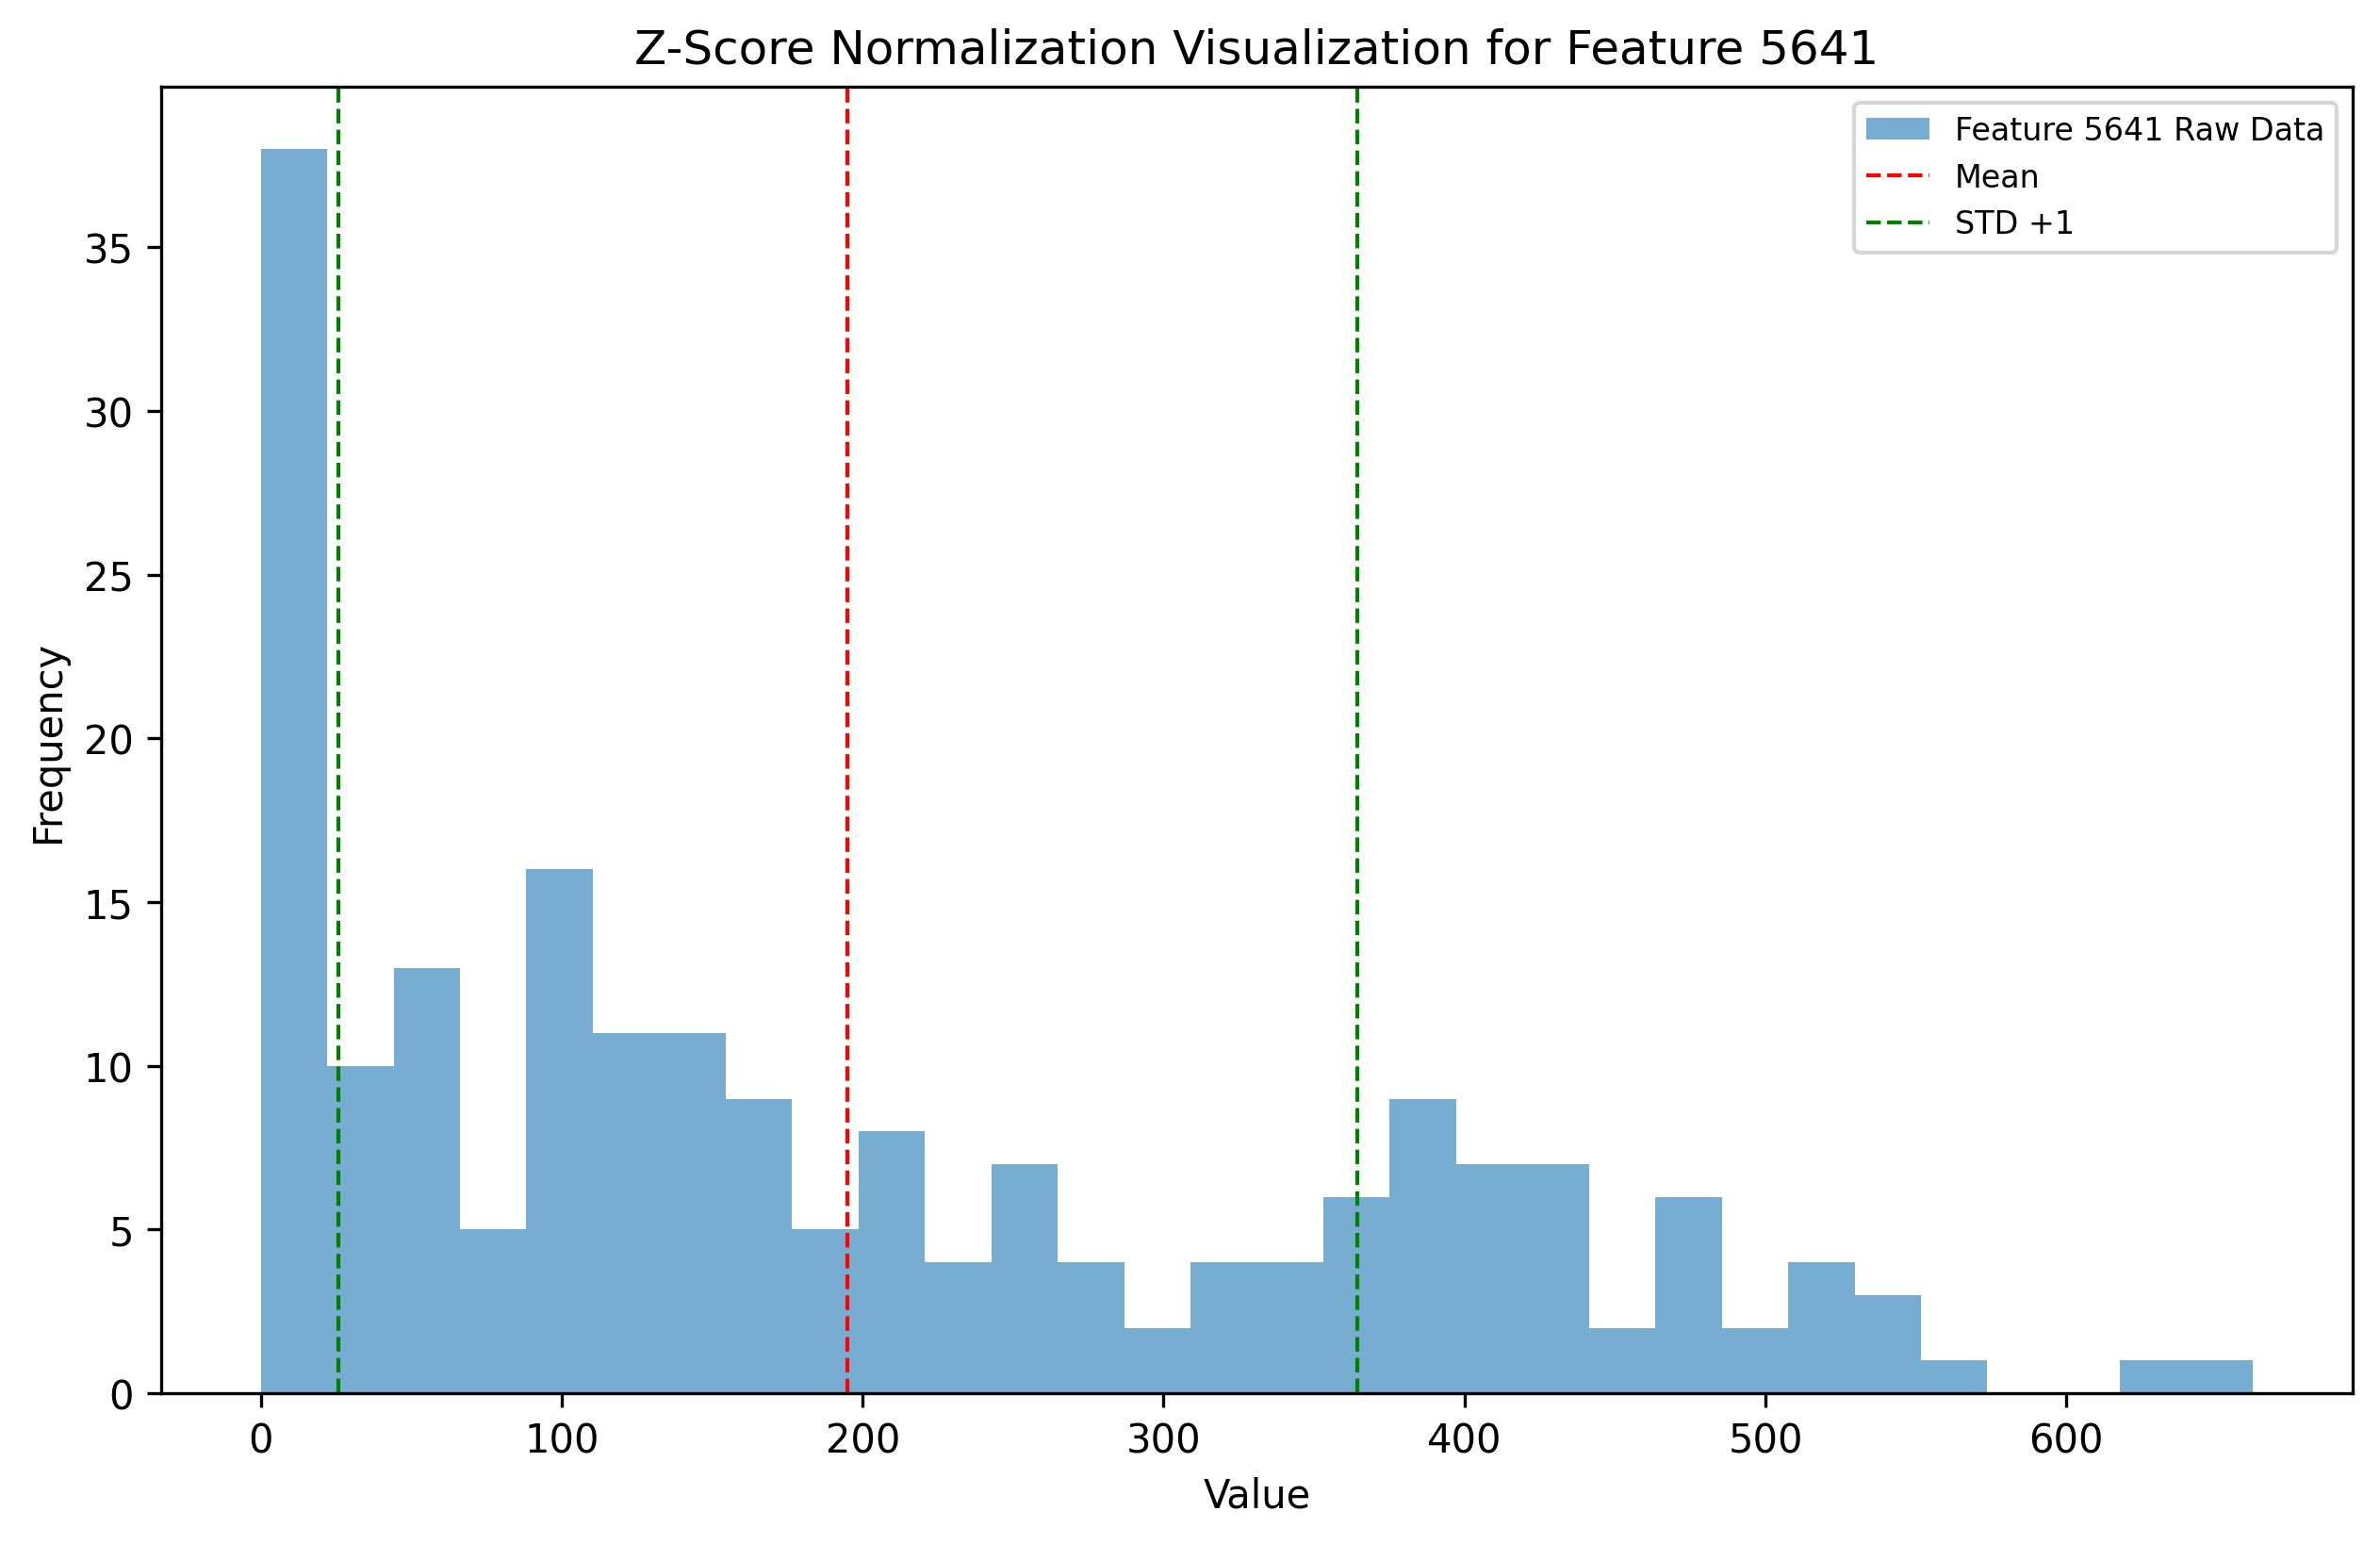 Z-Score Normalization Visualization for Feature 5641
Feature 5641 Raw Data
Mean
STD +1
Frequency
35
30
25
20
15
10
5
0
0 100 200 300 400 500 600
Value